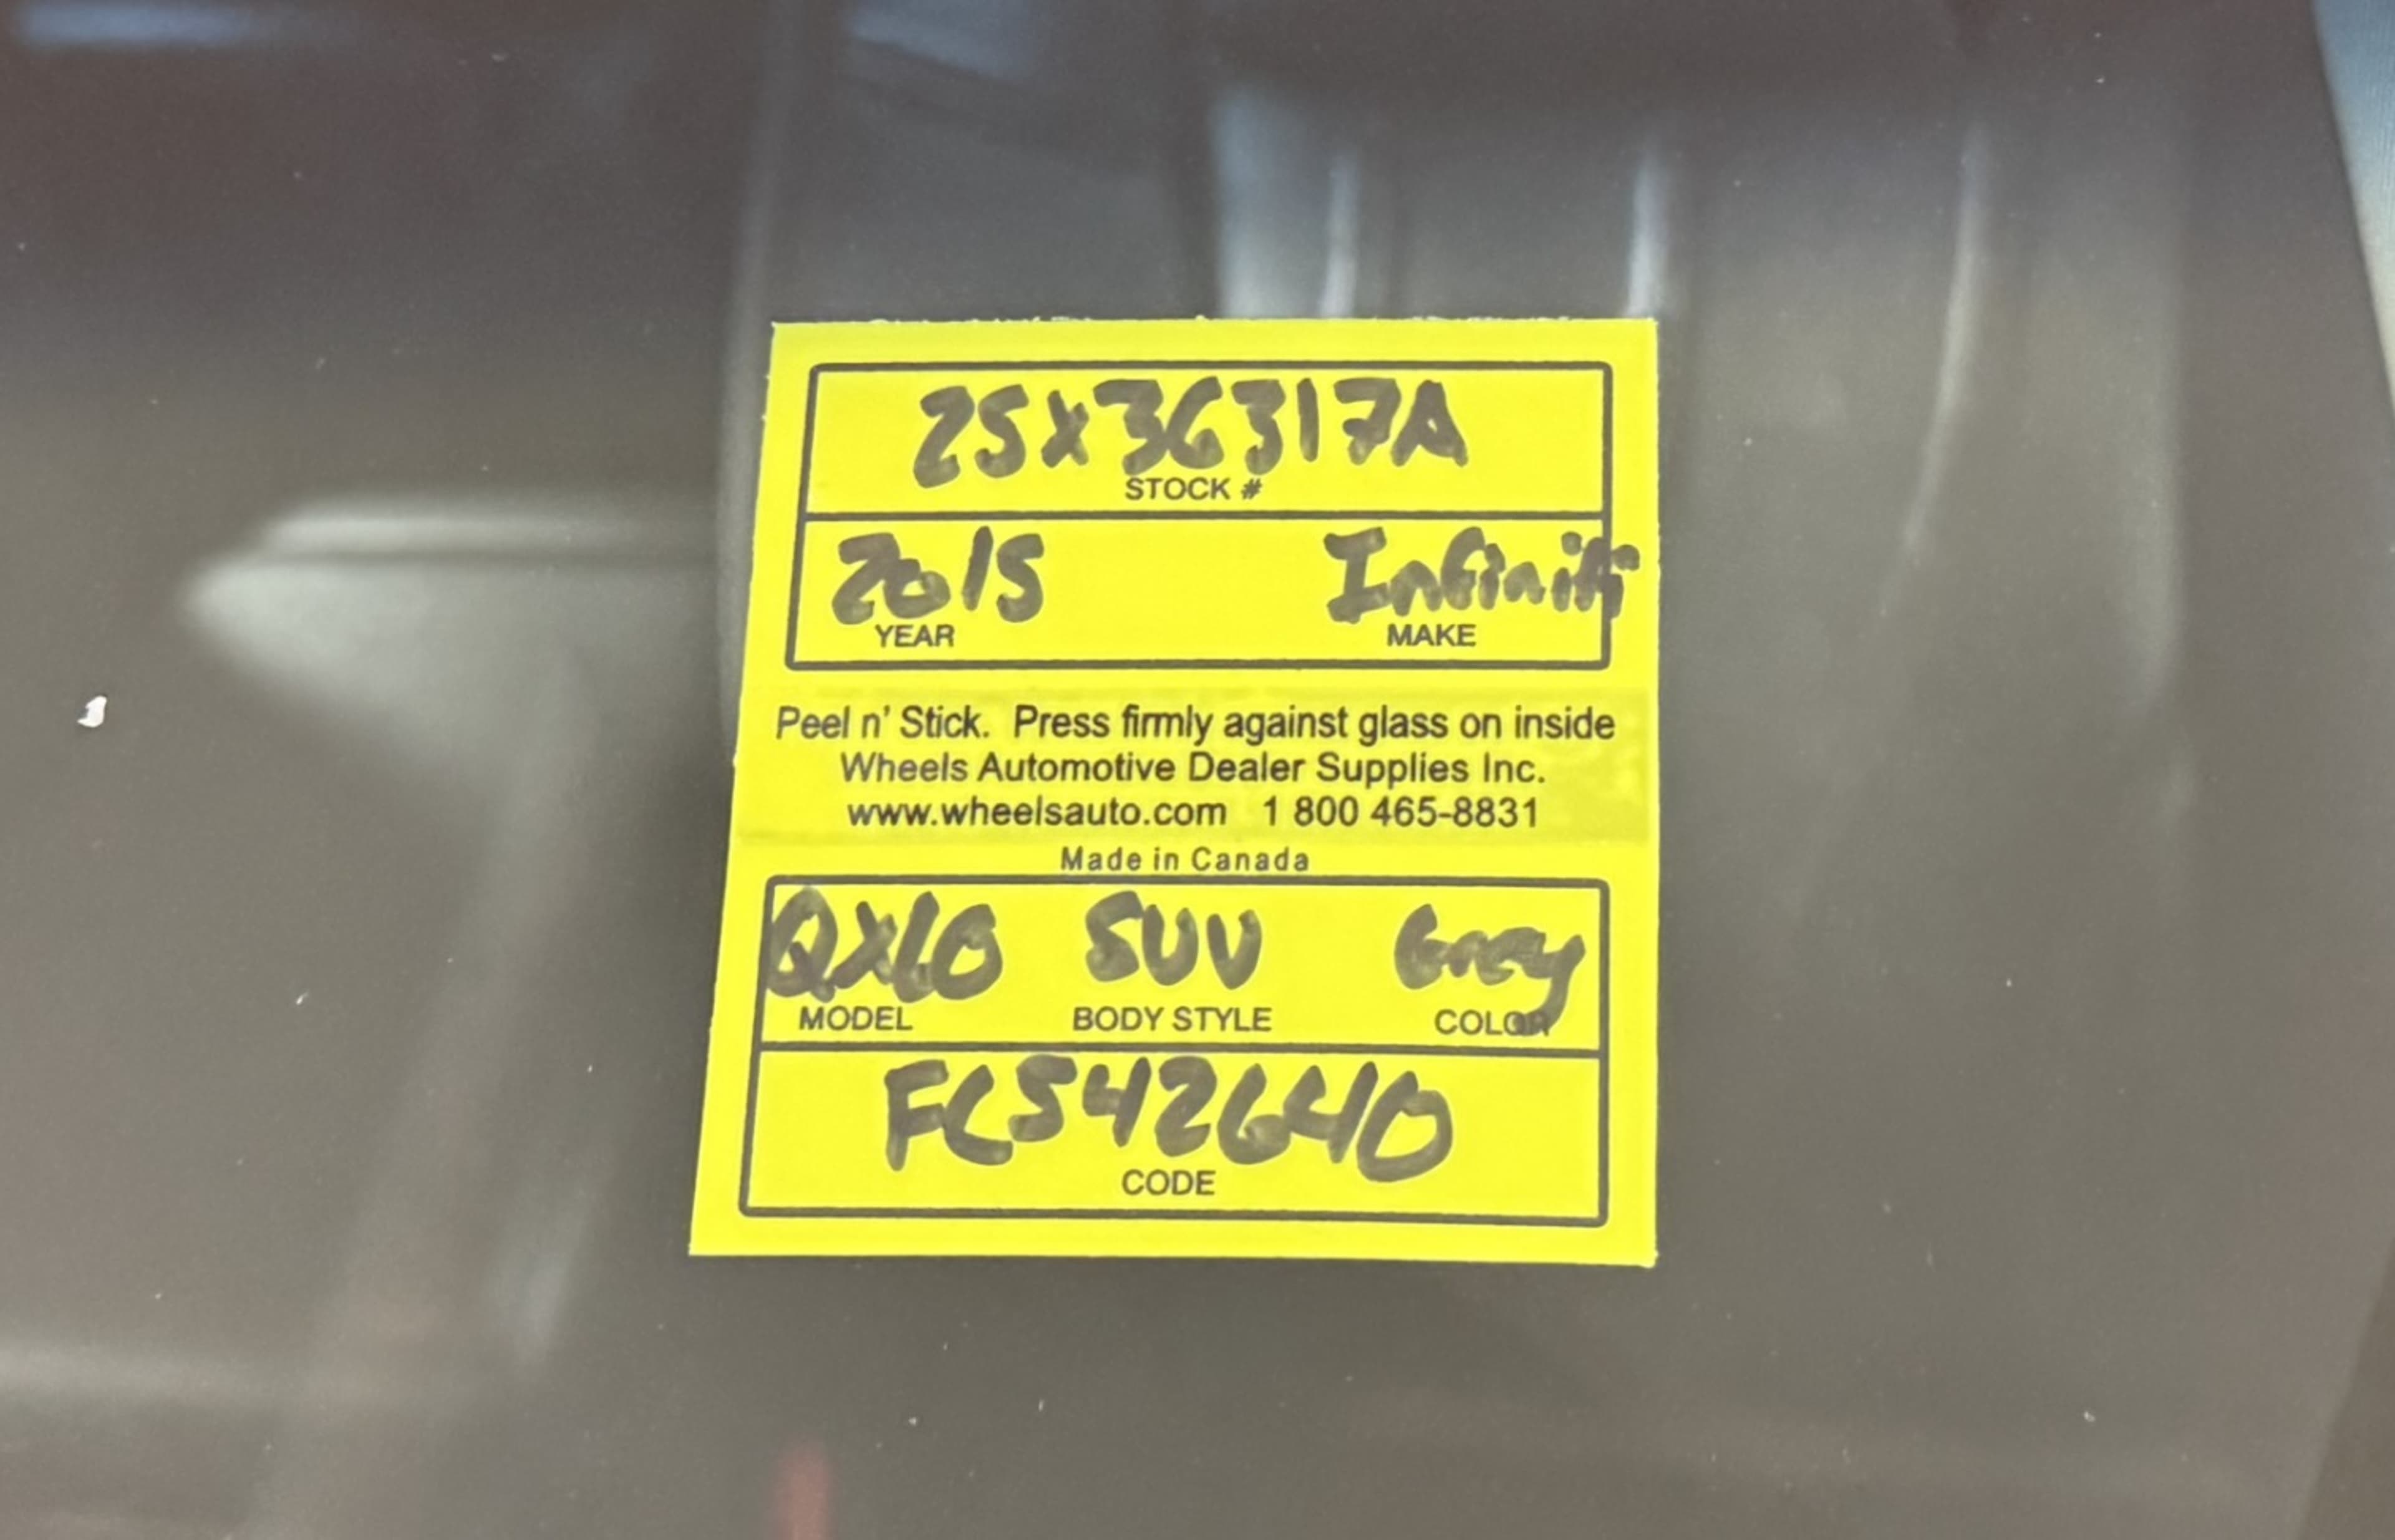 25X36317A
STOCK #
2015 Infiniti
YEAR MAKE
Peel n' Stick. Press firmly against glass on inside
Wheels Automotive Dealer Supplies Inc.
www.wheelsauto.com 1 800 465-8831
Made in Canada
QX60 SUV Grey
MODEL BODY STYLE COLOR
FC542640
CODE